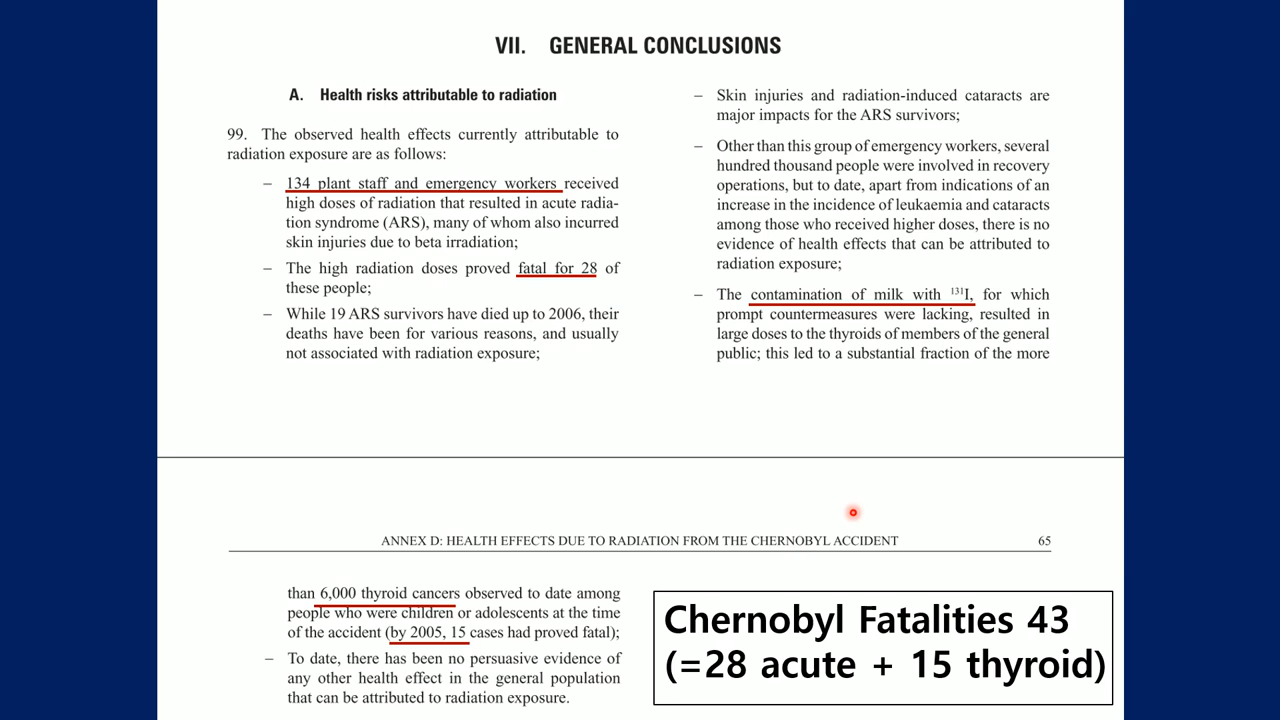 VII. GENERAL CONCLUSIONS
A. Health risks attributable to radiation
99. The observed health effects currently attributable to
radiation exposure are as follows:
– 134 plant staff and emergency workers received
high doses of radiation that resulted in acute radia-
tion syndrome (ARS), many of whom also incurred
skin injuries due to beta irradiation;
– The high radiation doses proved fatal for 28 of
these people;
– While 19 ARS survivors have died up to 2006, their
deaths have been for various reasons, and usually
not associated with radiation exposure;
– Skin injuries and radiation-induced cataracts are
major impacts for the ARS survivors;
– Other than this group of emergency workers, several
hundred thousand people were involved in recovery
operations, but to date, apart from indications of an
increase in the incidence of leukaemia and cataracts
among those who received higher doses, there is no
evidence of health effects that can be attributed to
radiation exposure;
– The contamination of milk with ¹³¹I, for which
prompt countermeasures were lacking, resulted in
large doses to the thyroids of members of the general
public; this led to a substantial fraction of the more
ANNEX D: HEALTH EFFECTS DUE TO RADIATION FROM THE CHERNOBYL ACCIDENT 65
than 6,000 thyroid cancers observed to date among
people who were children or adolescents at the time
of the accident (by 2005, 15 cases had proved fatal);
– To date, there has been no persuasive evidence of
any other health effect in the general population
that can be attributed to radiation exposure.
Chernobyl Fatalities 43
(=28 acute + 15 thyroid)